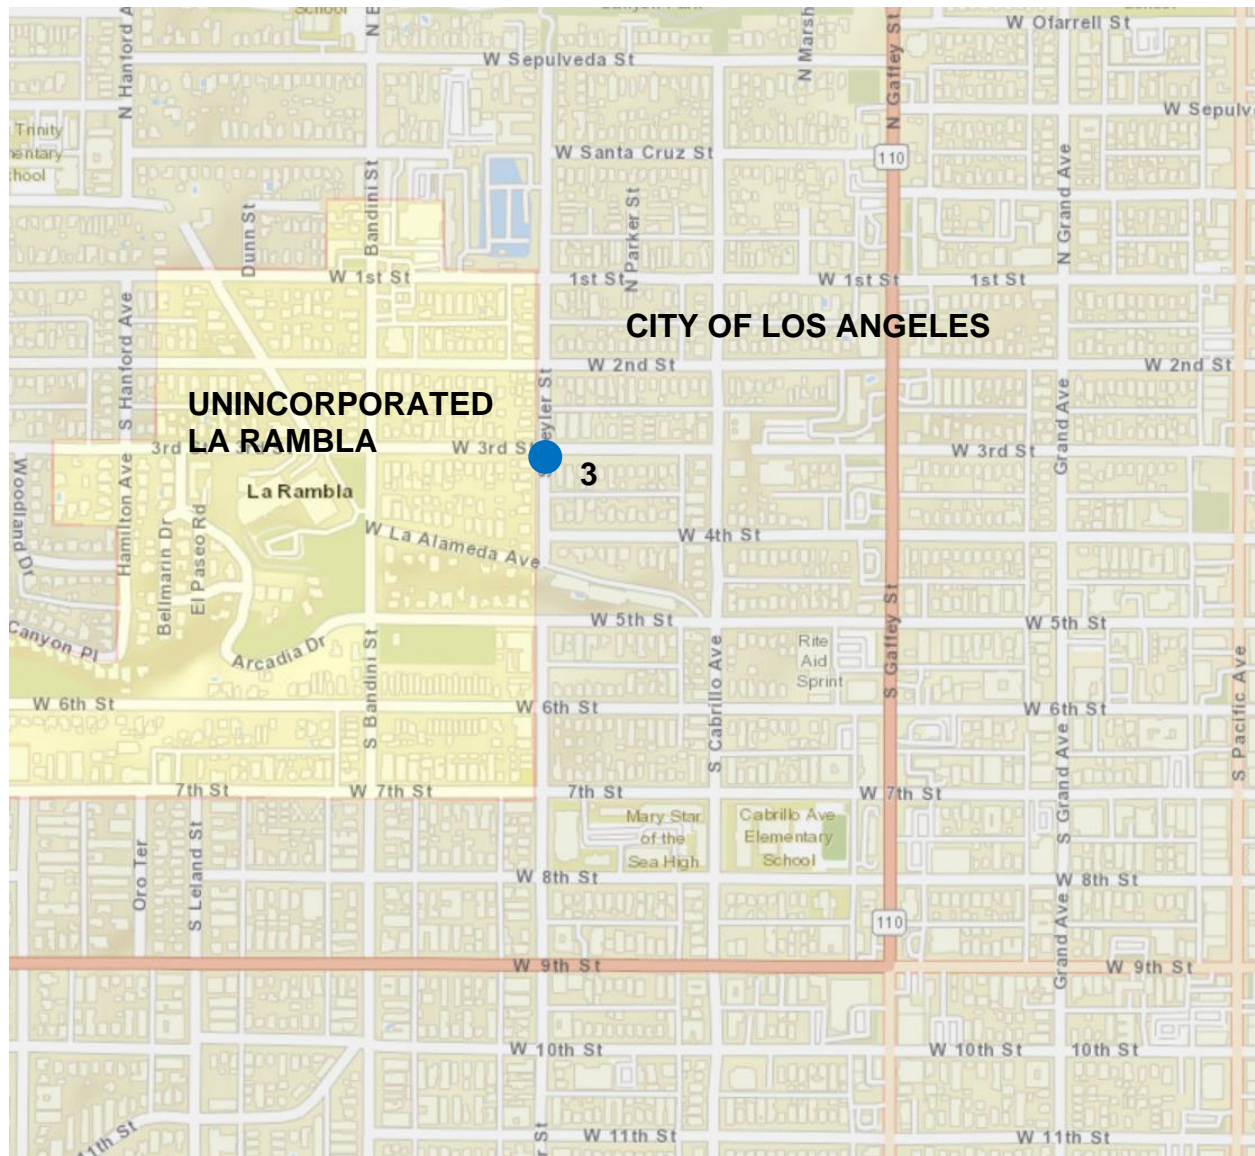 School
W Ofarrell St
N Hanford A
N Marsh
N Gaffey St
W Sepulveda St
W Sepulv
Trinity
mentary
hool
W Santa Cruz St
110
N Grand Ave
Bandini St
N Parker St
Dunn St
W 1st St
1st St
W 1st St
1st St
S Hanford Ave
CITY OF LOS ANGELES
W 2nd St
W 2nd St
UNINCORPORATED
LA RAMBLA
eyler St
Grand Ave
3rd
W 3rd St
W 3rd St
3
La Rambla
Woodland Dr
Hamilton Ave
Bellmarin Dr
El Paseo Rd
W La Alameda Ave
W 4th St
S Gaffey St
W 5th St
W 5th St
Canyon Pl
Arcadia Dr
S Bandini St
S Cabrillo Ave
Rite
Aid
Sprint
S Pacific Ave
W 6th St
W 6th St
W 6th St
S Grand Ave
7th St
W 7th St
7th St
W 7th St
Mary Star
of the
Sea High
Cabrillo Ave
Elementary
School
Oro Ter
S Leland St
W 8th St
W 8th St
110
Grand Ave
W 9th St
W 9th St
W 10th St
W 10th St
10th St
11th St
r St
W 11th St
W 11th St